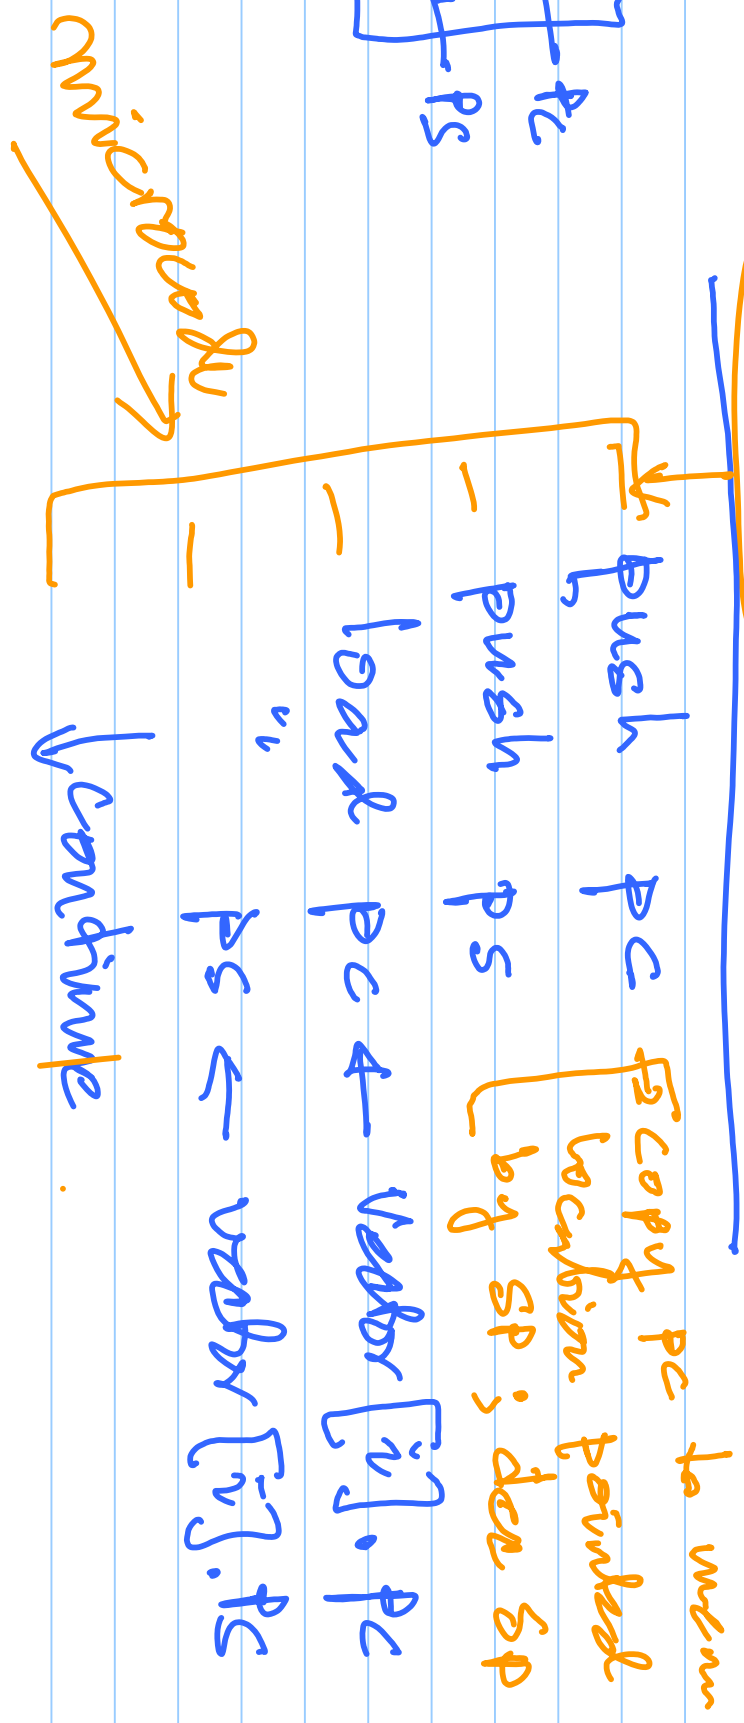 PC
PS
microcode
push PC
copy PC to mem
location pointed
by SP; dec SP
push PS
load PC ← vector [i]. PC
" PS ← vector [i]. PS
↳ Continue